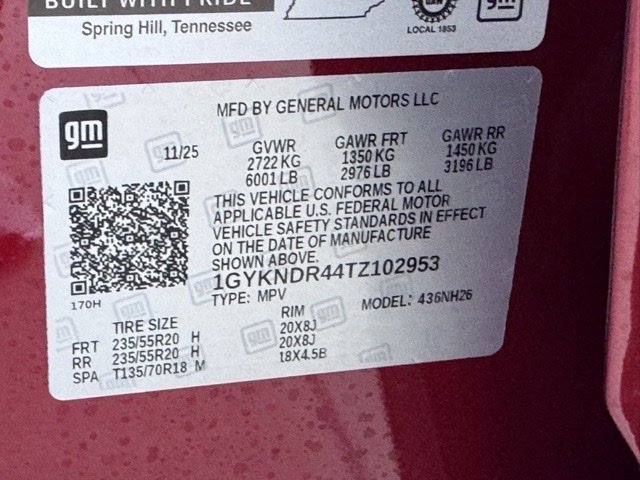 BUILT WITH PRIDE
Spring Hill, Tennessee
LOCAL 1853
gm
gm
MFD BY GENERAL MOTORS LLC
11/25
GVWR
2722 KG
6001 LB
GAWR FRT
1350 KG
2976 LB
GAWR RR
1450 KG
3196 LB
THIS VEHICLE CONFORMS TO ALL
APPLICABLE U.S. FEDERAL MOTOR
VEHICLE SAFETY STANDARDS IN EFFECT
ON THE DATE OF MANUFACTURE
SHOWN ABOVE.
1GYKNDR44TZ102953
TYPE: MPV
MODEL: 436NH26
170H
TIRE SIZE
RIM
FRT 235/55R20 H 20X8J
RR 235/55R20 H 20X8J
SPA T135/70R18 M 18X4.5B